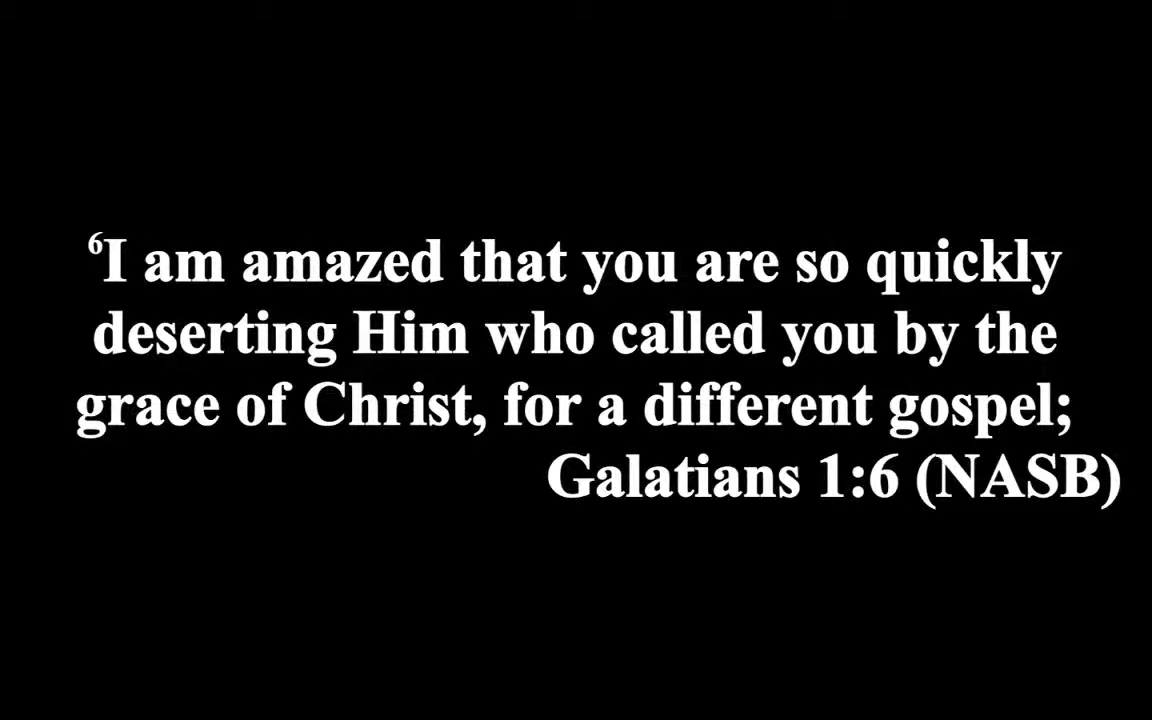 ⁶I am amazed that you are so quickly
deserting Him who called you by the
grace of Christ, for a different gospel;
Galatians 1:6 (NASB)